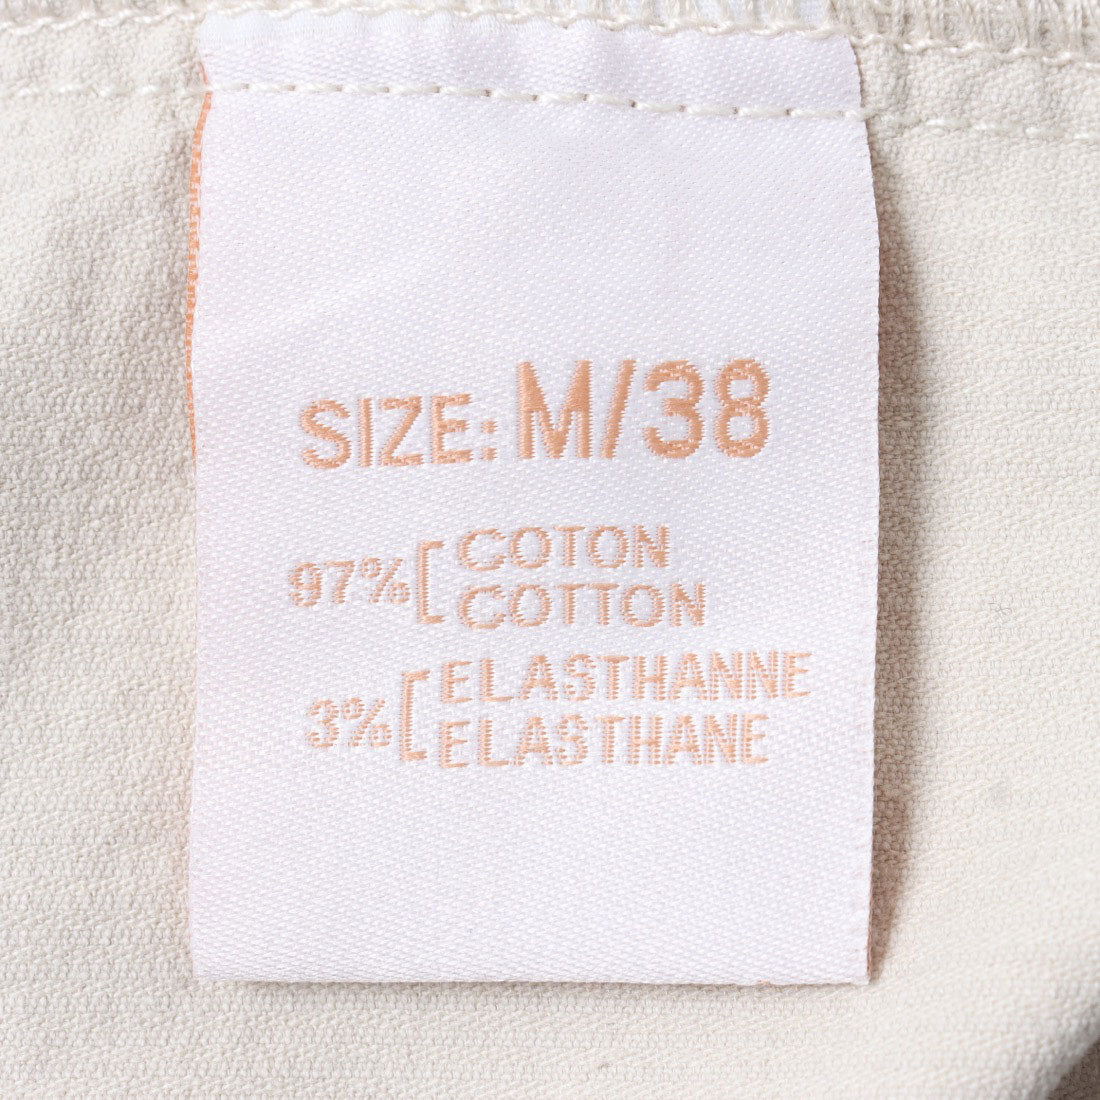 SIZE: M/38
97% [COTON
COTTON
3% [ELASTHANNE
ELASTHANE